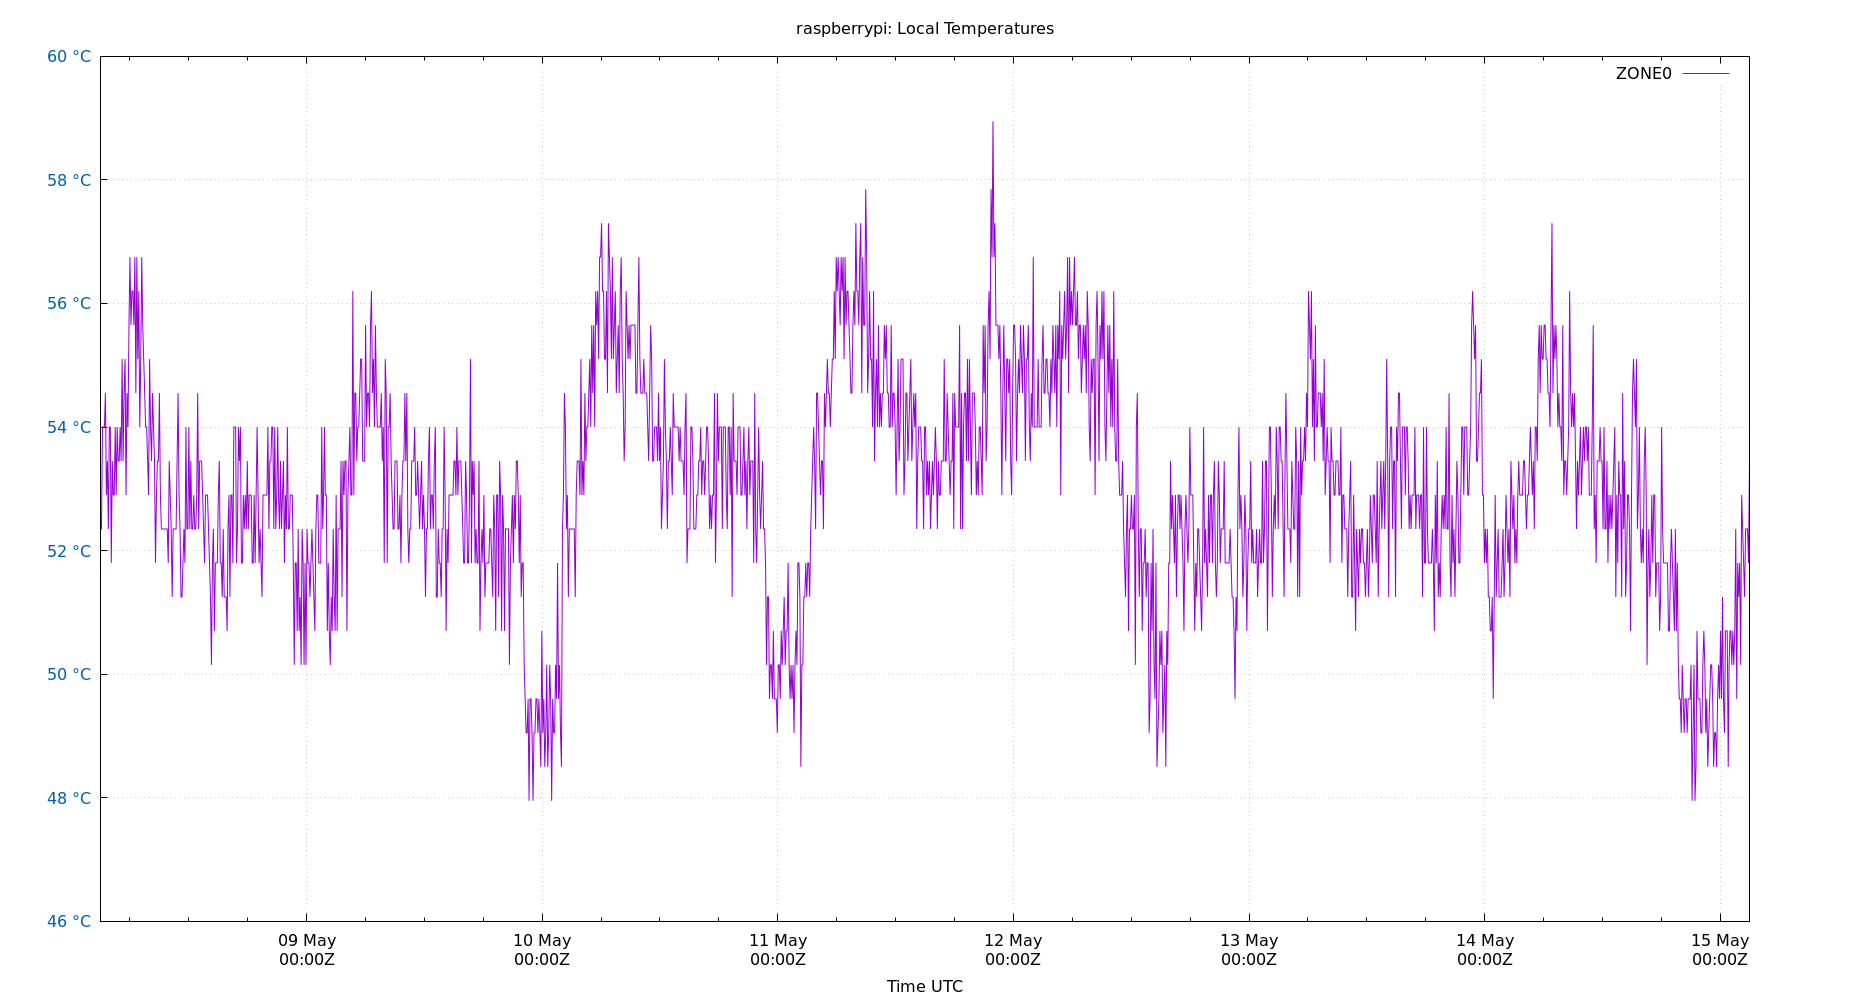 raspberrypi: Local Temperatures
60 °C
ZONE0
58 °C
56 °C
54 °C
52 °C
50 °C
48 °C
46 °C
09 May 10 May 11 May 12 May 13 May 14 May 15 May
00:00Z 00:00Z 00:00Z 00:00Z 00:00Z 00:00Z 00:00Z
Time UTC